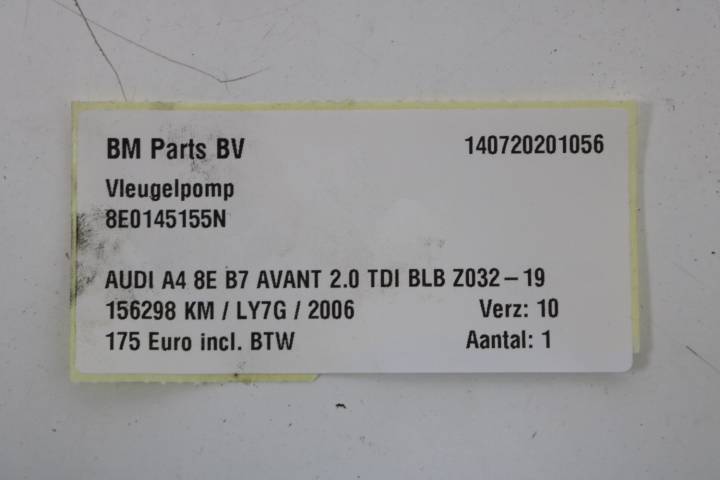 BM Parts BV 140720201056
Vleugelpomp
8E0145155N
AUDI A4 8E B7 AVANT 2.0 TDI BLB Z032-19
156298 KM / LY7G / 2006 Verz: 10
175 Euro incl. BTW Aantal: 1